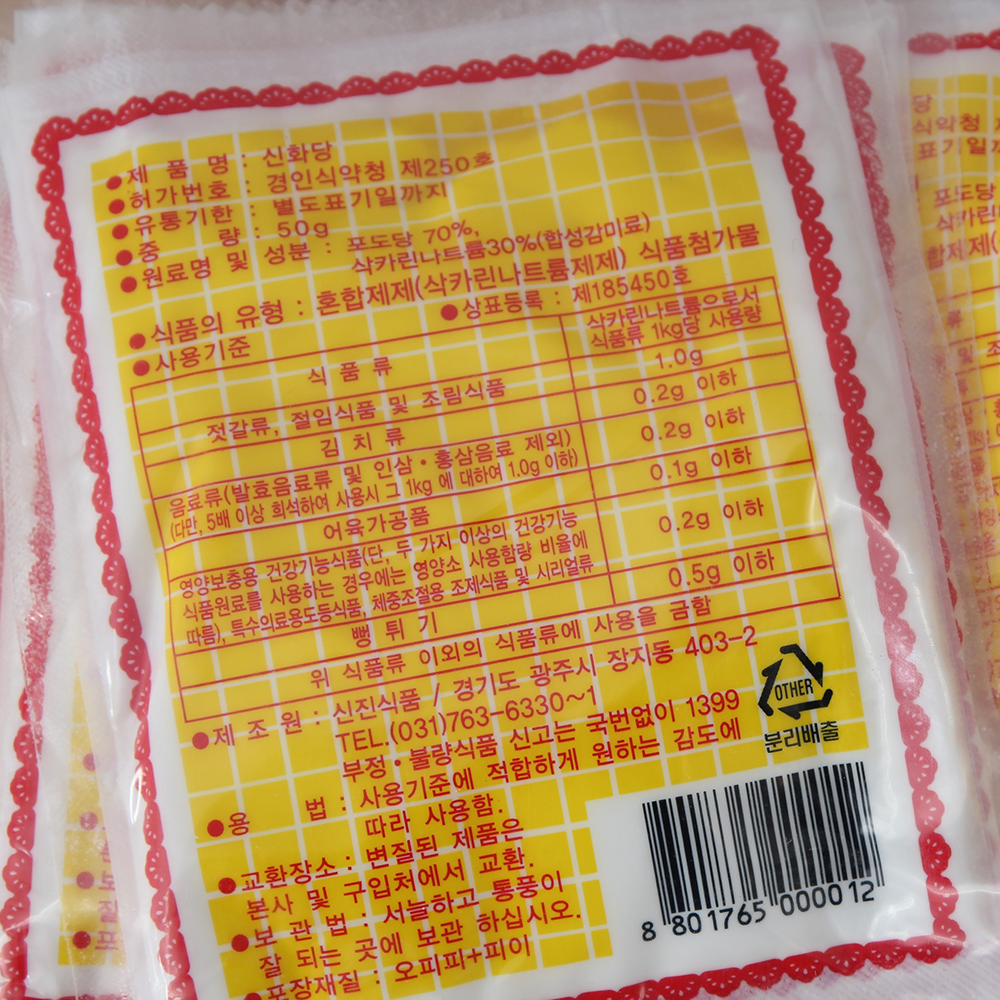 ●제 품 명 : 신화당
●허가번호 : 경인식약청 제250호
●유통기한 : 별도표기일까지
●중 량 : 50g
●원료명 및 성분 : 포도당 70%,
삭카린나트륨30%(합성감미료)
●식품의 유형 : 혼합제제(삭카린나트륨제제) 식품첨가물
●사용기준 ●상표등록 : 제185450호
식 품 류
삭카린나트륨으로서
식품류 1kg당 사용량
젓갈류, 절임식품 및 조림식품 1.0g
김 치 류 0.2g 이하
음료류(발효음료류 및 인삼·홍삼음료 제외) 0.2g 이하
(다만, 5배 이상 희석하여 사용시 그 1kg 에 대하여 1.0g 이하)
어육가공품 0.1g 이하
영양보충용 건강기능식품(단, 두 가지 이상의 건강기능
식품원료를 사용하는 경우에는 영양소 사용함량 비율에 0.2g 이하
따름), 특수의료용도등식품, 체중조절용 조제식품 및 시리얼류
뻥 튀 기 0.5g 이하
위 식품류 이외의 식품류에 사용을 금함
●제 조 원 : 신진식품 / 경기도 광주시 장지동 403-2
TEL.(031)763-6330~1
부정·불량식품 신고는 국번없이 1399
●용 법 : 사용기준에 적합하게 원하는 감도에
따라 사용함.
●교환장소 : 변질된 제품은
본사 및 구입처에서 교환.
●보 관 법 : 서늘하고 통풍이
잘 되는 곳에 보관 하십시오.
●포장재질 : 오피피+피이
OTHER
분리배출
8 801765 000012
당
식약청
포도당
삭카린